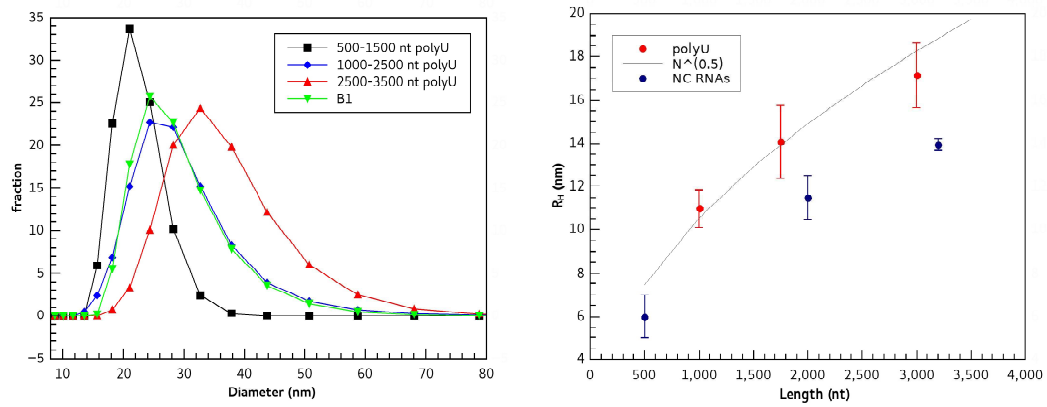 35
30
25
20
15
10
5
0
−5
fraction
10 20 30 40 50 60 70 80
Diameter (nm)
500-1500 nt polyU
1000-2500 nt polyU
2500-3500 nt polyU
B1
20
18
16
14
12
10
8
6
4
R_H (nm)
0 500 1,000 1,500 2,000 2,500 3,000 3,500 4,000
Length (nt)
polyU
N^(0.5)
NC RNAs